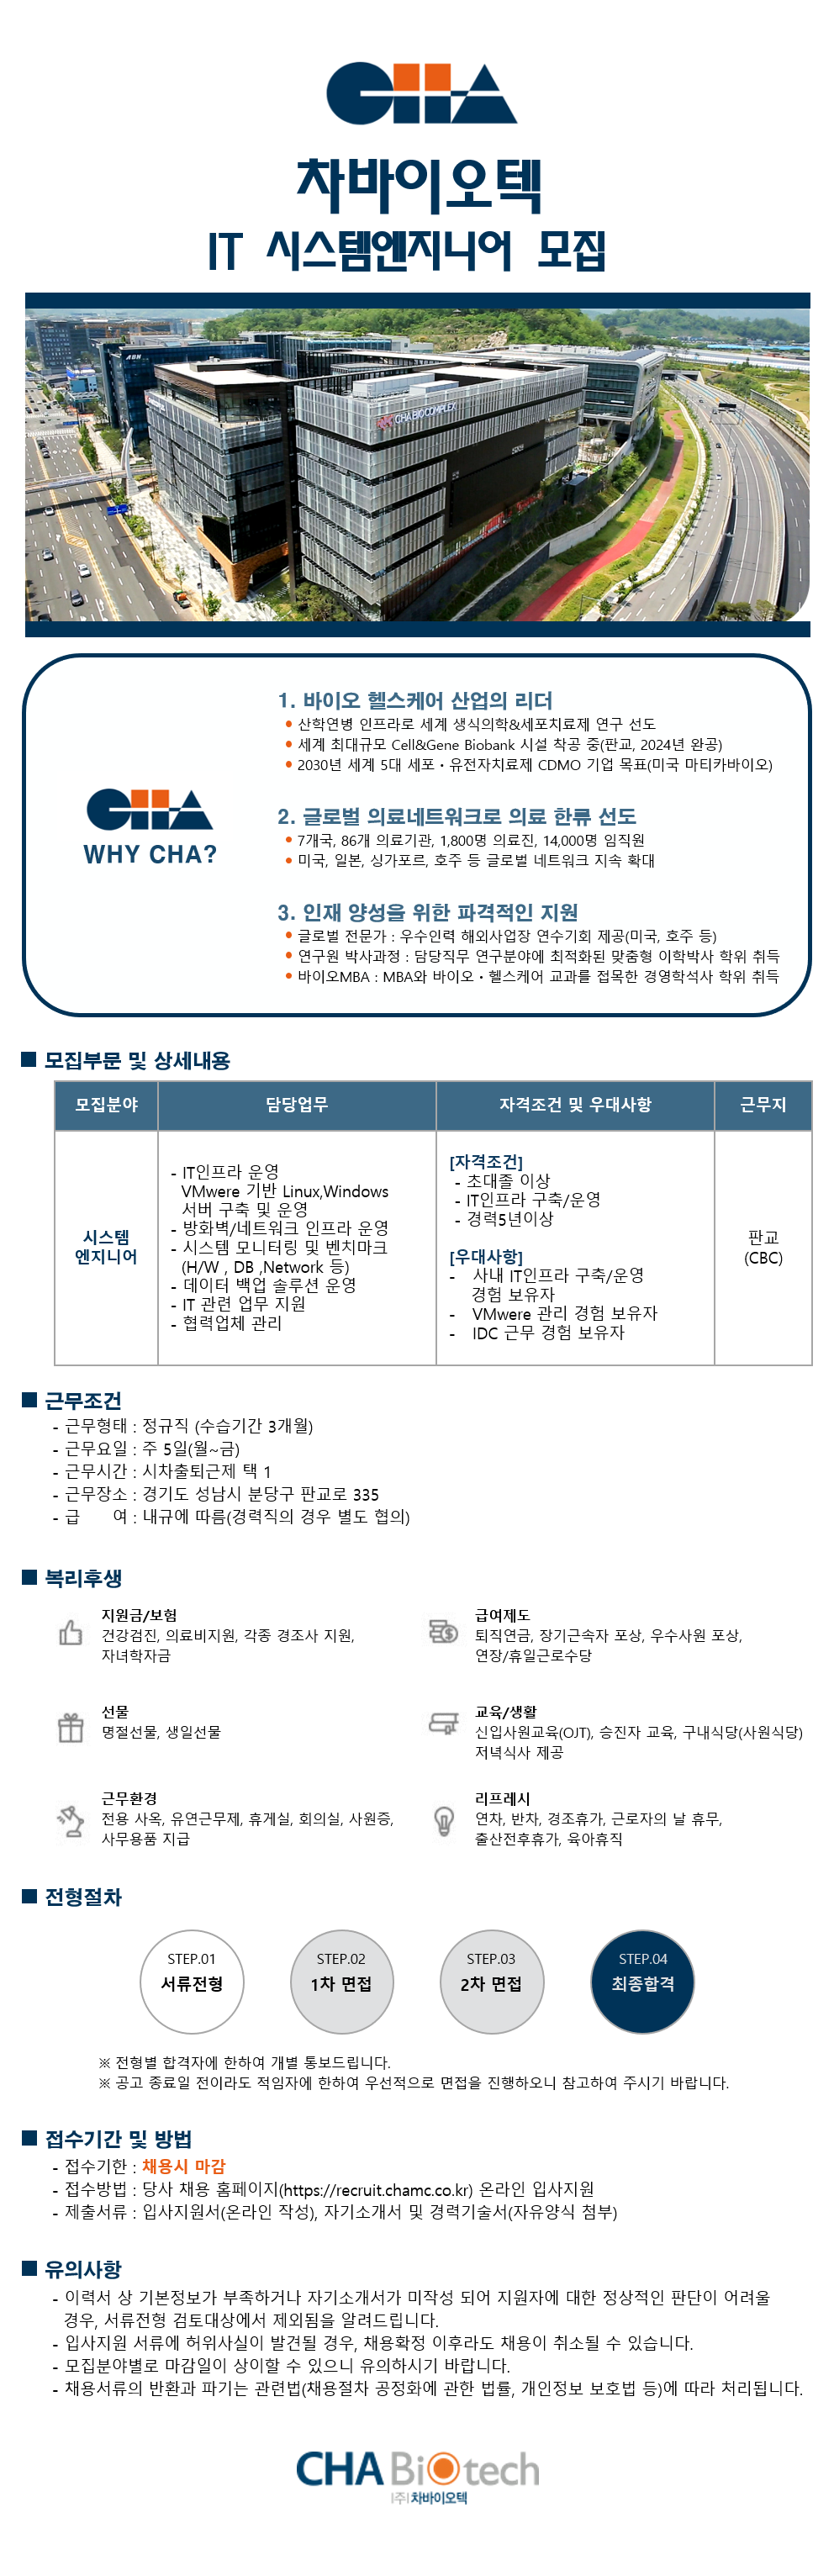 CHA
차바이오텍
IT 시스템엔지니어 모집
CHA BIOCOMPLEX
1. 바이오 헬스케어 산업의 리더
● 산학연병 인프라로 세계 생식의학&세포치료제 연구 선도
● 세계 최대규모 Cell&Gene Biobank 시설 착공 중(판교, 2024년 완공)
● 2030년 세계 5대 세포・유전자치료제 CDMO 기업 목표(미국 마티카바이오)
CHA
WHY CHA?
2. 글로벌 의료네트워크로 의료 한류 선도
● 7개국, 86개 의료기관, 1,800명 의료진, 14,000명 임직원
● 미국, 일본, 싱가포르, 호주 등 글로벌 네트워크 지속 확대
3. 인재 양성을 위한 파격적인 지원
● 글로벌 전문가 : 우수인력 해외사업장 연수기회 제공(미국, 호주 등)
● 연구원 박사과정 : 담당직무 연구분야에 최적화된 맞춤형 이학박사 학위 취득
● 바이오MBA : MBA와 바이오・헬스케어 교과를 접목한 경영학석사 학위 취득
■ 모집부문 및 상세내용
모집분야 담당업무 자격조건 및 우대사항 근무지
시스템
엔지니어
- IT인프라 운영
VMwere 기반 Linux,Windows
서버 구축 및 운영
- 방화벽/네트워크 인프라 운영
- 시스템 모니터링 및 벤치마크
(H/W , DB ,Network 등)
- 데이터 백업 솔루션 운영
- IT 관련 업무 지원
- 협력업체 관리
[자격조건]
- 초대졸 이상
- IT인프라 구축/운영
- 경력5년이상
[우대사항]
- 사내 IT인프라 구축/운영
경험 보유자
- VMwere 관리 경험 보유자
- IDC 근무 경험 보유자
판교
(CBC)
■ 근무조건
- 근무형태 : 정규직 (수습기간 3개월)
- 근무요일 : 주 5일(월~금)
- 근무시간 : 시차출퇴근제 택 1
- 근무장소 : 경기도 성남시 분당구 판교로 335
- 급 여 : 내규에 따름(경력직의 경우 별도 협의)
■ 복리후생
지원금/보험
건강검진, 의료비지원, 각종 경조사 지원,
자녀학자금
급여제도
퇴직연금, 장기근속자 포상, 우수사원 포상,
연장/휴일근로수당
선물
명절선물, 생일선물
교육/생활
신입사원교육(OJT), 승진자 교육, 구내식당(사원식당)
저녁식사 제공
근무환경
전용 사옥, 유연근무제, 휴게실, 회의실, 사원증,
사무용품 지급
리프레시
연차, 반차, 경조휴가, 근로자의 날 휴무,
출산전후휴가, 육아휴직
■ 전형절차
STEP.01
서류전형
STEP.02
1차 면접
STEP.03
2차 면접
STEP.04
최종합격
※ 전형별 합격자에 한하여 개별 통보드립니다.
※ 공고 종료일 전이라도 적임자에 한하여 우선적으로 면접을 진행하오니 참고하여 주시기 바랍니다.
■ 접수기간 및 방법
- 접수기한 : 채용시 마감
- 접수방법 : 당사 채용 홈페이지(https://recruit.chamc.co.kr) 온라인 입사지원
- 제출서류 : 입사지원서(온라인 작성), 자기소개서 및 경력기술서(자유양식 첨부)
■ 유의사항
- 이력서 상 기본정보가 부족하거나 자기소개서가 미작성 되어 지원자에 대한 정상적인 판단이 어려울
경우, 서류전형 검토대상에서 제외됨을 알려드립니다.
- 입사지원 서류에 허위사실이 발견될 경우, 채용확정 이후라도 채용이 취소될 수 있습니다.
- 모집분야별로 마감일이 상이할 수 있으니 유의하시기 바랍니다.
- 채용서류의 반환과 파기는 관련법(채용절차 공정화에 관한 법률, 개인정보 보호법 등)에 따라 처리됩니다.
CHA Biotech
(주)차바이오텍